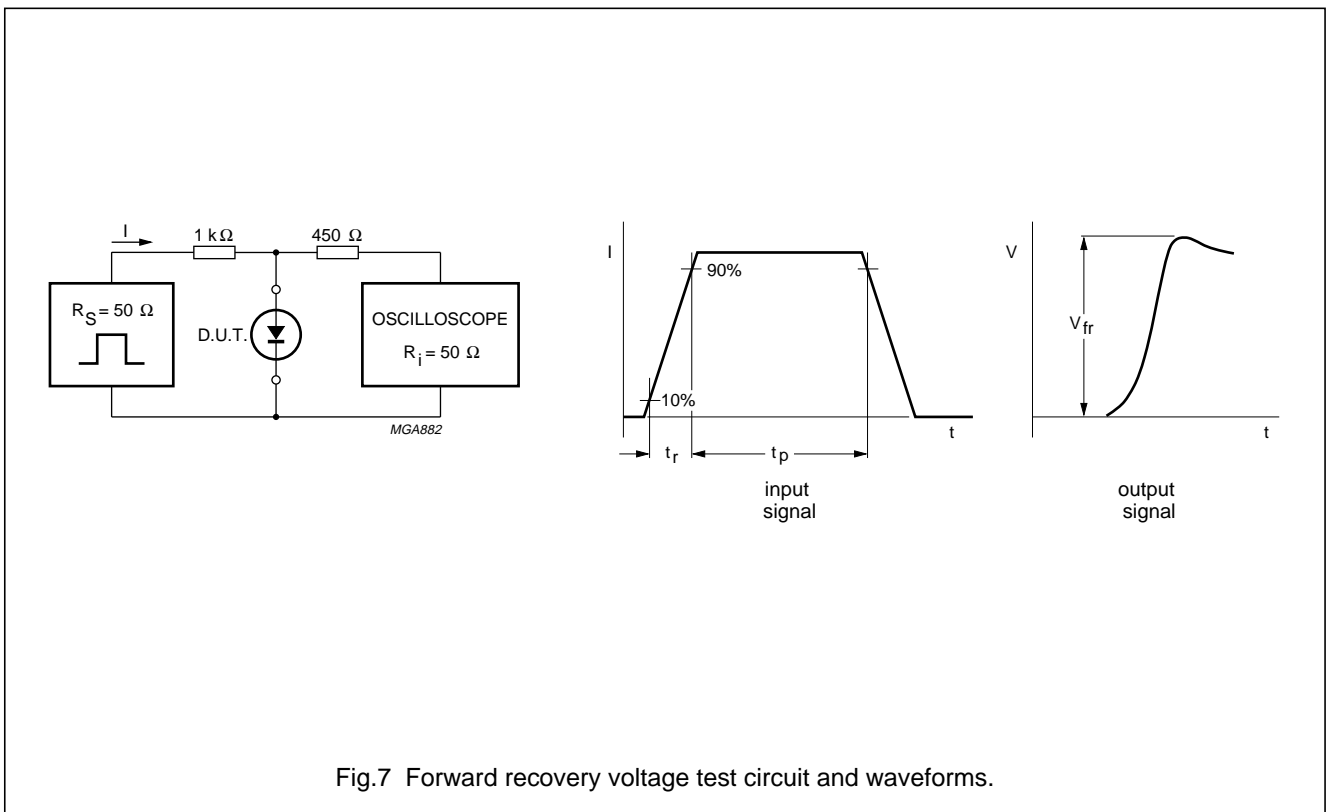 I
1 kΩ
450 Ω
R_S = 50 Ω
D.U.T.
OSCILLOSCOPE
R_i = 50 Ω
MGA882
I
90%
10%
t
t_r
t_p
input
signal
V
V_fr
t
output
signal
Fig.7 Forward recovery voltage test circuit and waveforms.